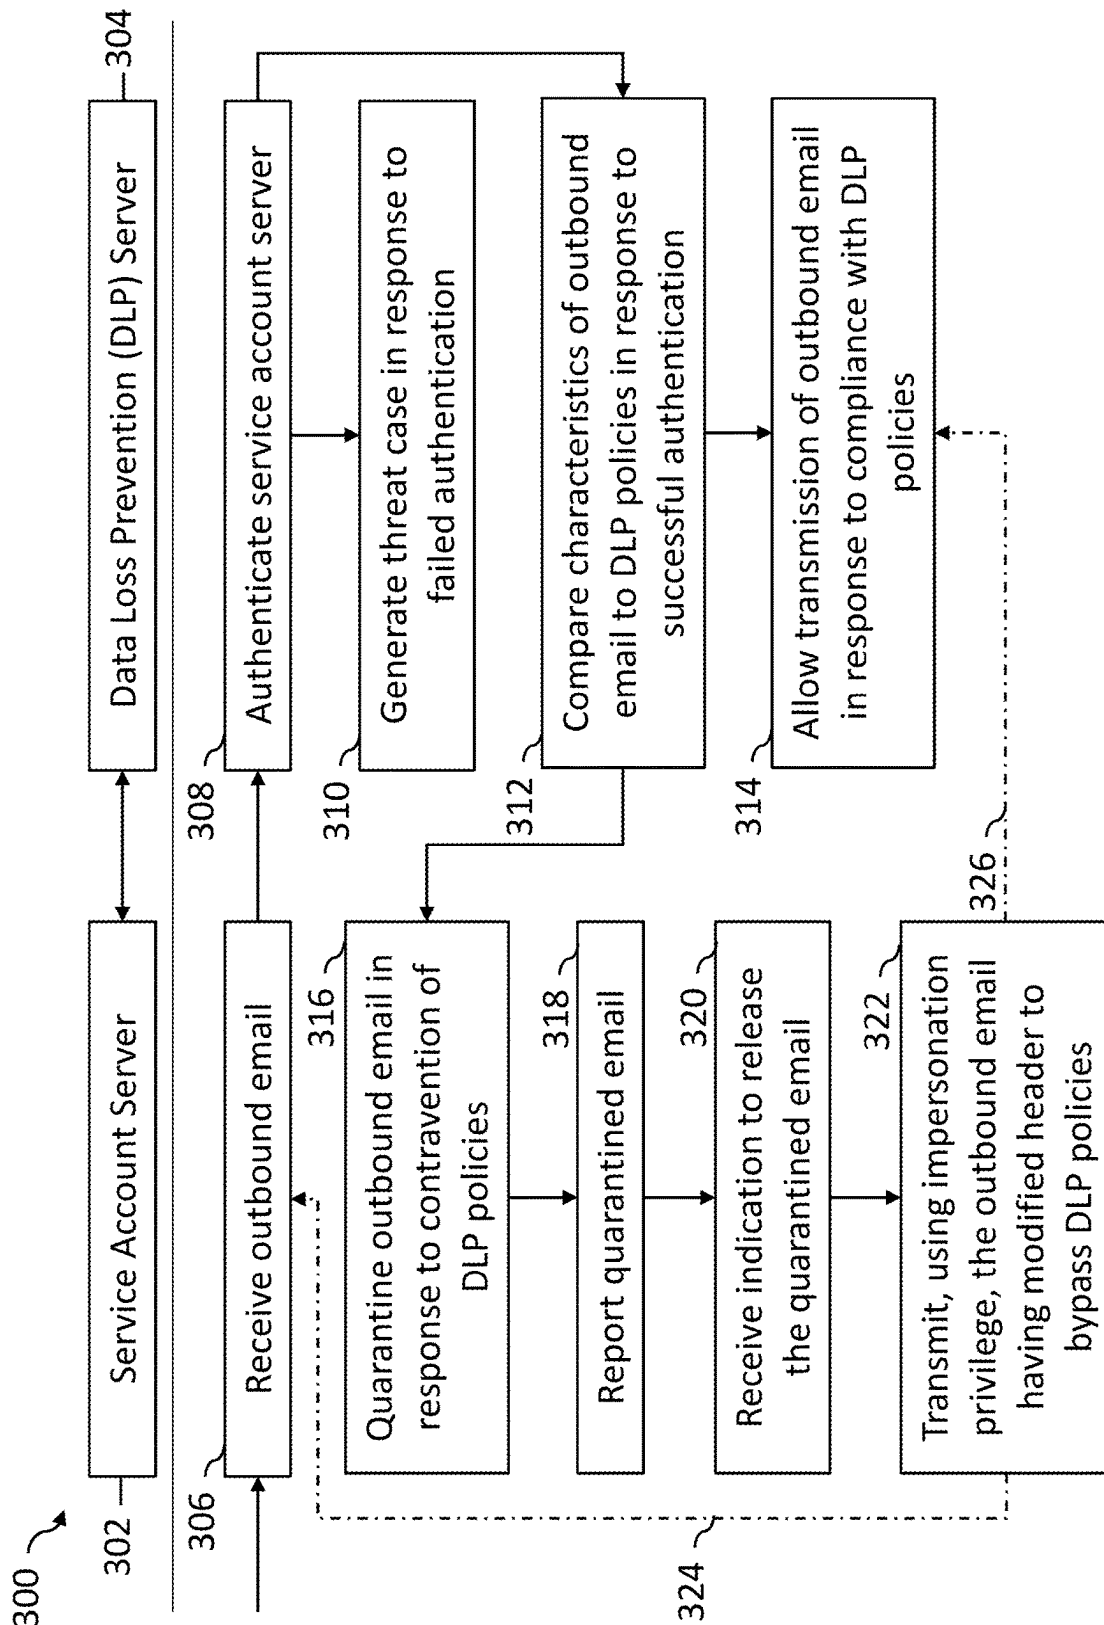 300
302
Service Account Server
Data Loss Prevention (DLP) Server
304
306
Receive outbound email
308
Authenticate service account server
310
Generate threat case in response to
failed authentication
312
Compare characteristics of outbound
email to DLP policies in response to
successful authentication
314
Allow transmission of outbound email
in response to compliance with DLP
policies
316
Quarantine outbound email in
response to contravention of
DLP policies
318
Report quarantined email
320
Receive indication to release
the quarantined email
322
Transmit, using impersonation
privilege, the outbound email
having modified header to
bypass DLP policies
324
326